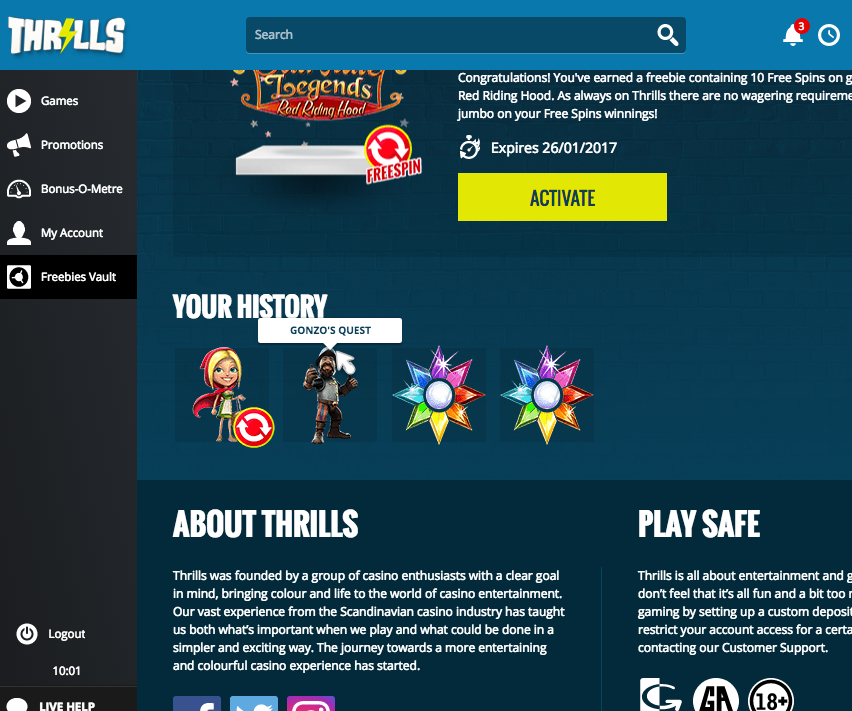 THRILLS
Search
3
Legends
Red Riding Hood
FREESPIN
Congratulations! You've earned a freebie containing 10 Free Spins on g
Red Riding Hood. As always on Thrills there are no wagering requireme
jumbo on your Free Spins winnings!
Expires 26/01/2017
ACTIVATE
Games
Promotions
Bonus-O-Metre
My Account
Freebies Vault
YOUR HISTORY
GONZO'S QUEST
ABOUT THRILLS
Thrills was founded by a group of casino enthusiasts with a clear goal
in mind, bringing colour and life to the world of casino entertainment.
Our vast experience from the Scandinavian casino industry has taught
us both what's important when we play and what could be done in a
simpler and exciting way. The journey towards a more entertaining
and colourful casino experience has started.
PLAY SAFE
Thrills is all about entertainment and g
don't feel that it's all fun and a bit too
gaming by setting up a custom deposit
restrict your account access for a certa
contacting our Customer Support.
G GA 18+
Logout
10:01
LIVE HELP